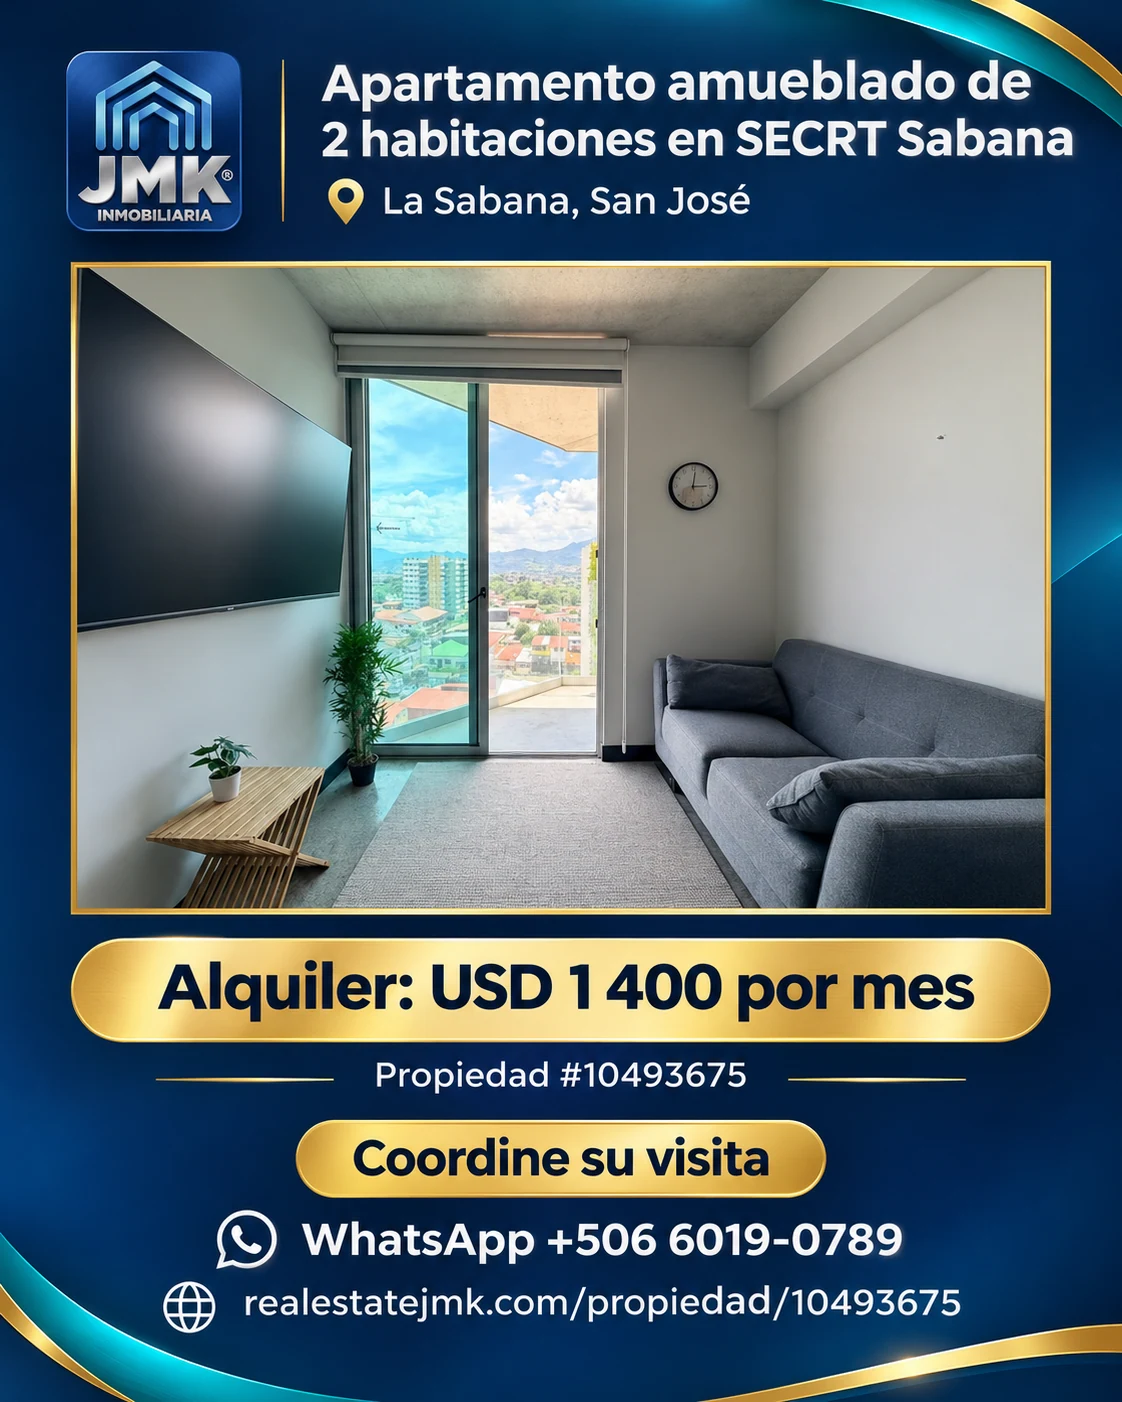 JMK®
INMOBILIARIA
Apartamento amueblado de
2 habitaciones en SECRT Sabana
La Sabana, San José
Alquiler: USD 1 400 por mes
Propiedad #10493675
Coordine su visita
WhatsApp +506 6019-0789
realestatejmk.com/propiedad/10493675